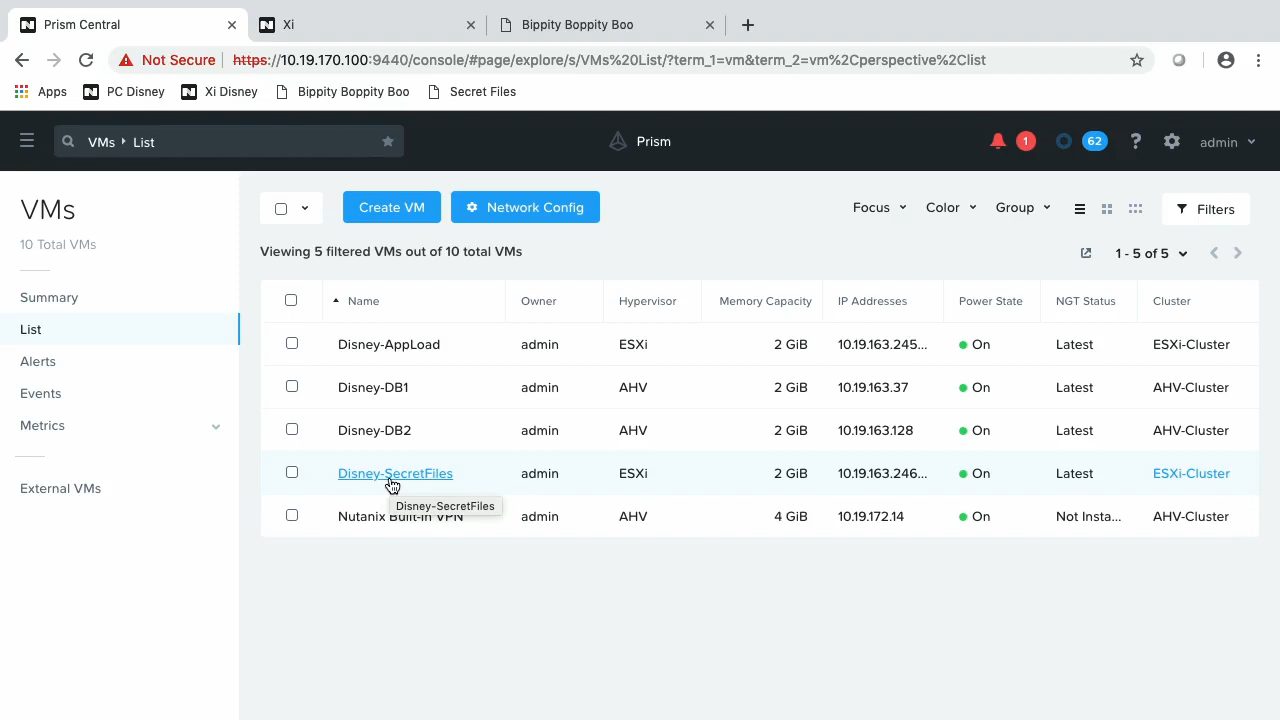 Prism Central
Xi
Bippity Boppity Boo
Not Secure https://10.19.170.100:9440/console/#page/explore/s/VMs%20List/?term_1=vm&term_2=vm%2Cperspective%2Clist
Apps PC Disney Xi Disney Bippity Boppity Boo Secret Files
VMs List
Prism
1 62 ? admin
VMs
10 Total VMs
Summary
List
Alerts
Events
Metrics
External VMs
Create VM Network Config
Focus Color Group Filters
Viewing 5 filtered VMs out of 10 total VMs
1 - 5 of 5
Name Owner Hypervisor Memory Capacity IP Addresses Power State NGT Status Cluster
Disney-AppLoad admin ESXi 2 GiB 10.19.163.245... On Latest ESXi-Cluster
Disney-DB1 admin AHV 2 GiB 10.19.163.37 On Latest AHV-Cluster
Disney-DB2 admin AHV 2 GiB 10.19.163.128 On Latest AHV-Cluster
Disney-SecretFiles admin ESXi 2 GiB 10.19.163.246... On Latest ESXi-Cluster
Disney-SecretFiles
Nutanix Built-in VPN admin AHV 4 GiB 10.19.172.14 On Not Insta... AHV-Cluster